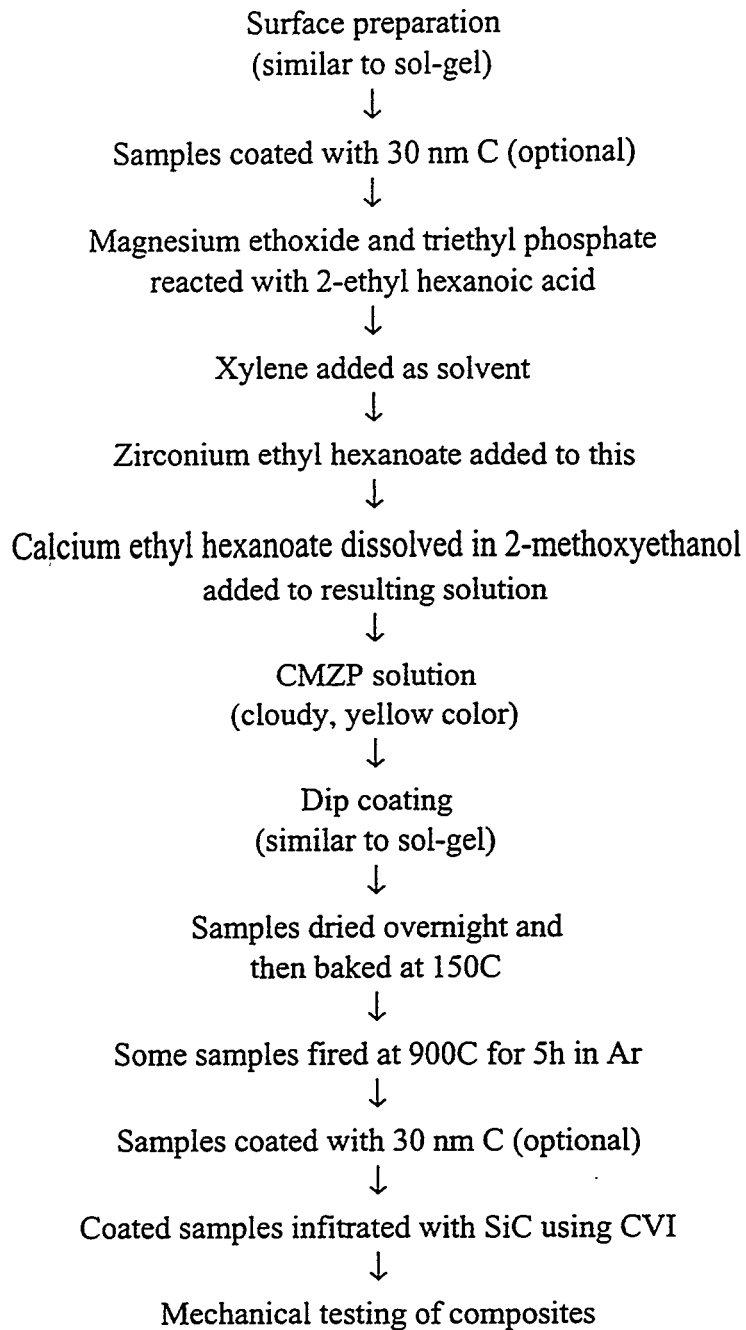 Surface preparation
(similar to sol-gel)
↓
Samples coated with 30 nm C (optional)
↓
Magnesium ethoxide and triethyl phosphate
reacted with 2-ethyl hexanoic acid
↓
Xylene added as solvent
↓
Zirconium ethyl hexanoate added to this
↓
Calcium ethyl hexanoate dissolved in 2-methoxyethanol
added to resulting solution
↓
CMZP solution
(cloudy, yellow color)
↓
Dip coating
(similar to sol-gel)
↓
Samples dried overnight and
then baked at 150C
↓
Some samples fired at 900C for 5h in Ar
↓
Samples coated with 30 nm C (optional)
↓
Coated samples infitrated with SiC using CVI
↓
Mechanical testing of composites